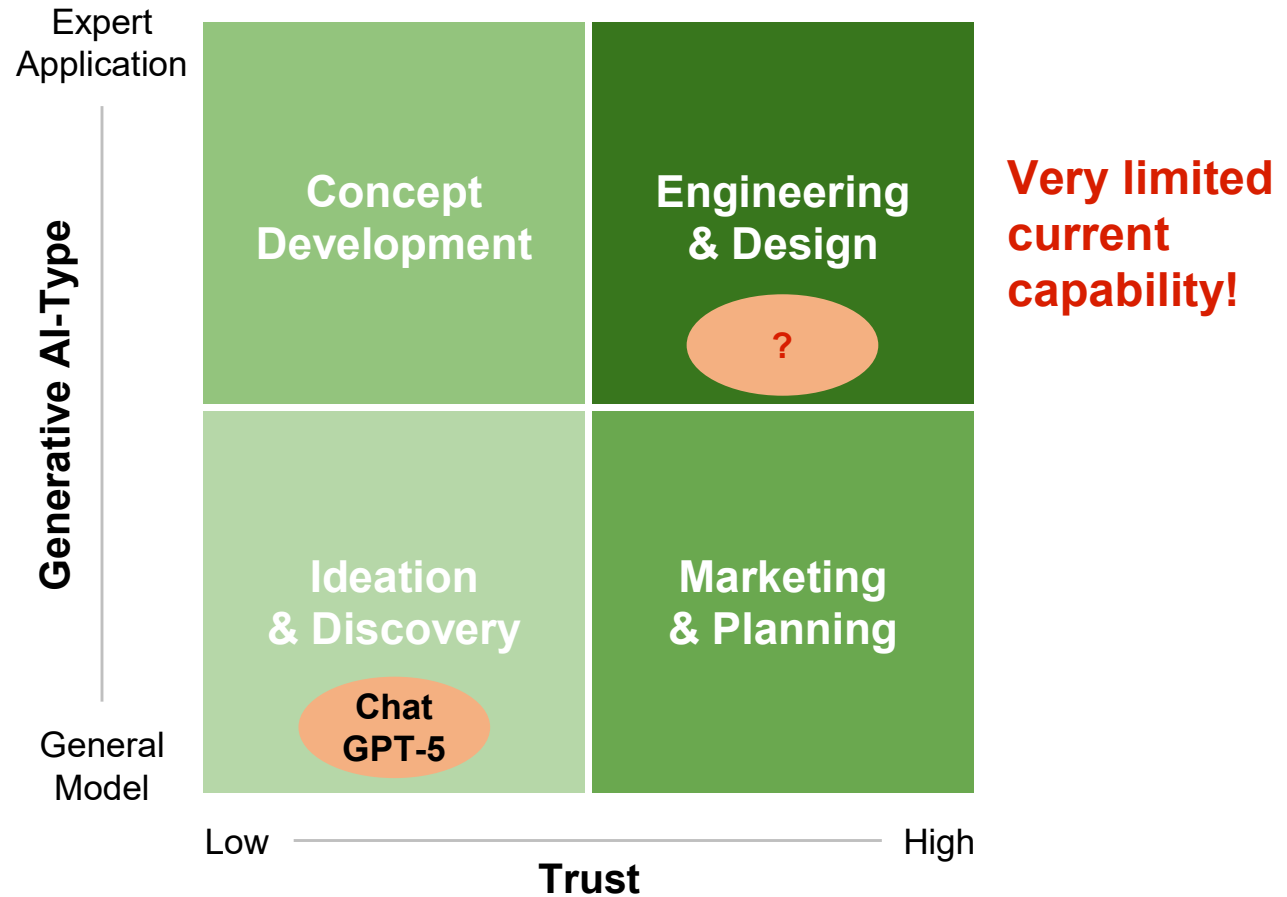 Expert
Application
Generative AI-Type
General
Model
Concept
Development
Engineering
& Design
?
Very limited
current
capability!
Ideation
& Discovery
Chat
GPT-5
Marketing
& Planning
Low
High
Trust